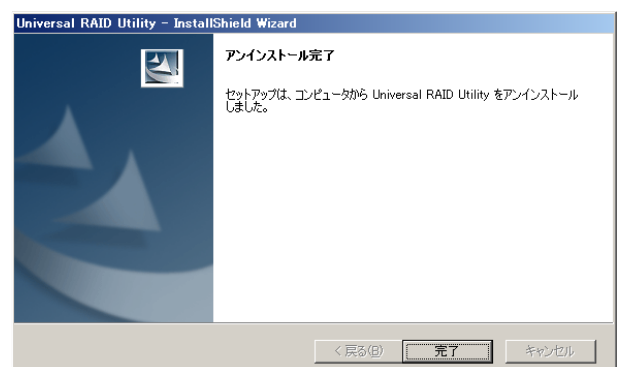 Universal RAID Utility - InstallShield Wizard
アンインストール完了
セットアップは、コンピュータから Universal RAID Utility をアンインストール
しました。
< 戻る(B)
完了
キャンセル